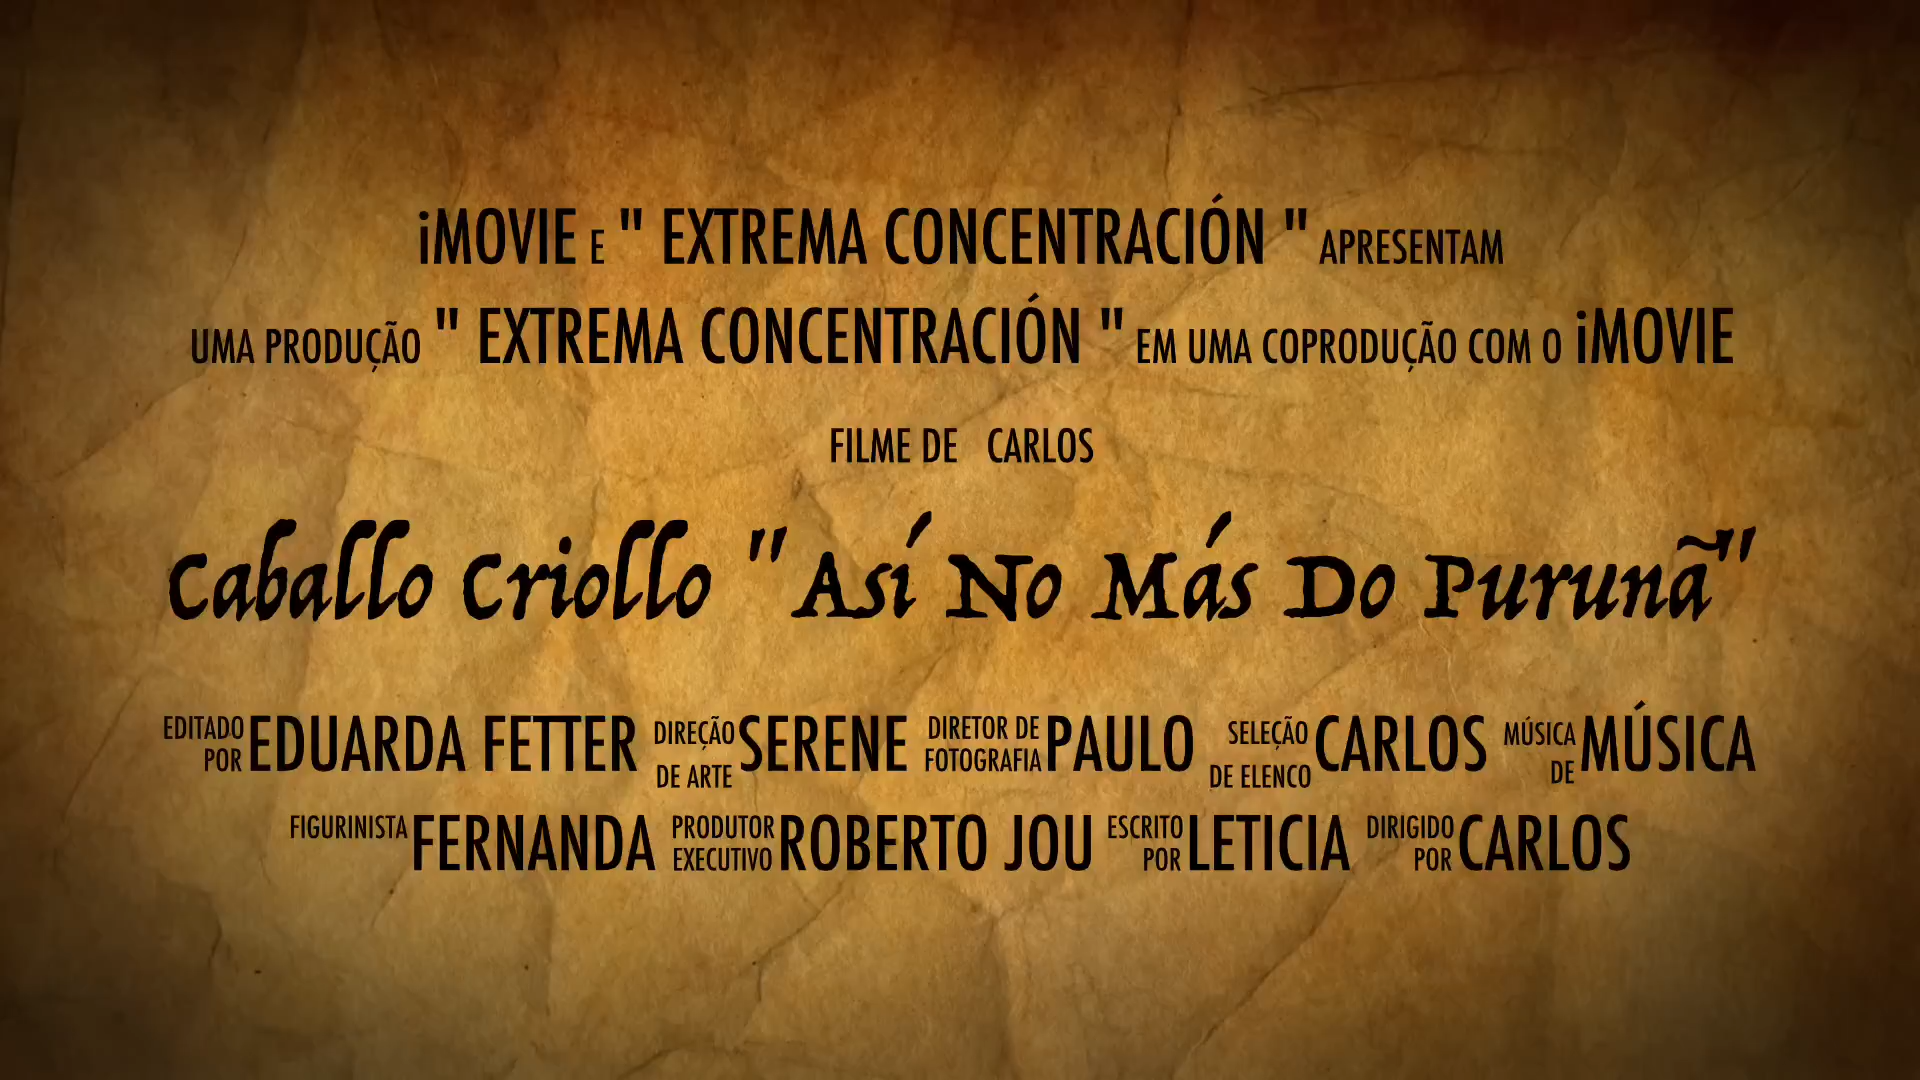 iMOVIE E " EXTREMA CONCENTRACIÓN " APRESENTAM
UMA PRODUÇÃO " EXTREMA CONCENTRACIÓN " EM UMA COPRODUÇÃO COM O iMOVIE
FILME DE CARLOS
Caballo Criollo "Así No Más Do Purunã"
EDITADO POR EDUARDA FETTER DIREÇÃO DE ARTE SERENE DIRETOR DE FOTOGRAFIA PAULO SELEÇÃO DE ELENCO CARLOS MÚSICA DE MÚSICA
FIGURINISTA FERNANDA PRODUTOR EXECUTIVO ROBERTO JOU ESCRITO POR LETICIA DIRIGIDO POR CARLOS